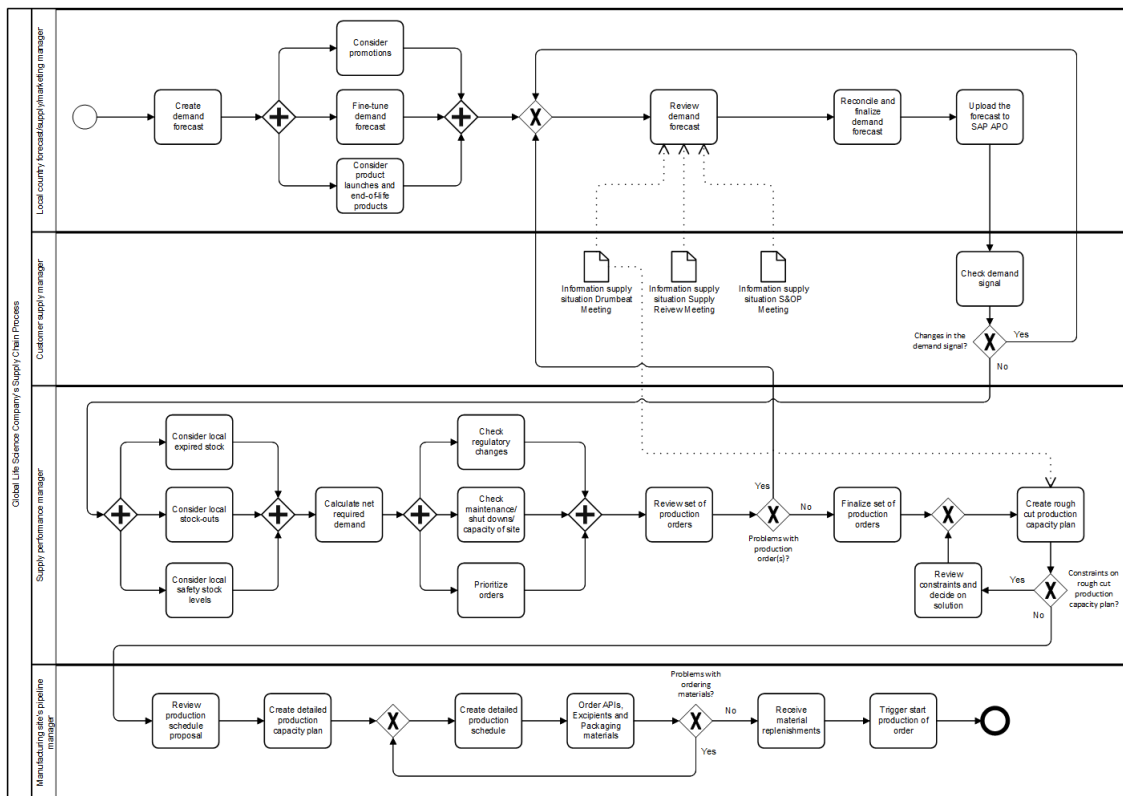 Global Life Science Company's Supply Chain Process
Local country forecast/supply/marketing manager
Create
demand
forecast
Consider
promotions
Fine-tune
demand
forecast
Consider
product
launches and
end-of-life
products
Review
demand
forecast
Reconcile and
finalize
demand
forecast
Upload the
forecast to
SAP APO
Customer supply manager
Information supply
situation Drumbeat
Meeting
Information supply
situation Supply
Reivew Meeting
Information supply
situation S&OP
Meeting
Check demand
signal
Changes in the
demand signal?
Yes
No
Supply performance manager
Consider local
expired stock
Consider local
stock-outs
Consider local
safety stock
levels
Calculate net
required
demand
Check
regulatory
changes
Check
maintenance/
shut downs/
capacity of site
Prioritize
orders
Review set of
production
orders
Yes
No
Problems with
production order(s)?
Finalize set of
production
orders
Create rough
cut production
capacity plan
Review
constraints and
decide on
solution
Yes
Constraints on
rough cut
production
capacity plan?
No
Manufacturing site's pipeline
manager
Review
production
schedule
proposal
Create detailed
production
capacity plan
Create detailed
production
schedule
Order APIs,
Excipients and
Packaging
materials
Problems with
ordering
materials?
No
Yes
Receive
material
replenishments
Trigger start
production of
order